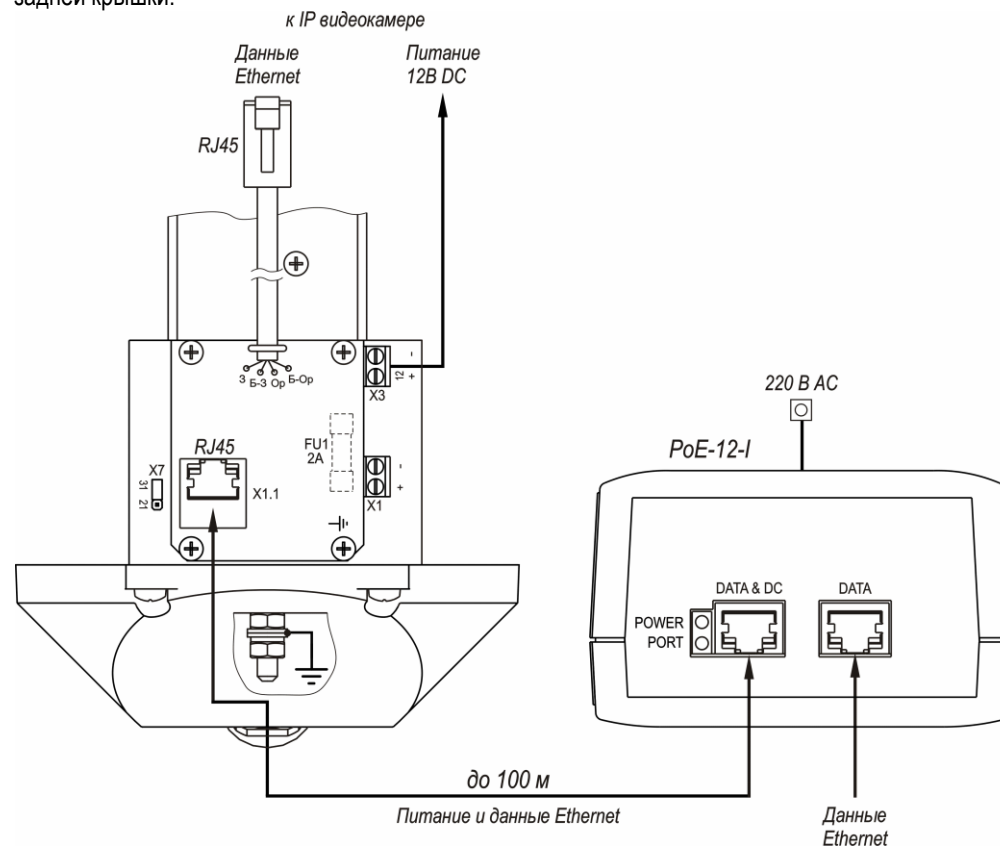 задней крышки.
к IP видеокамере
Данные
Ethernet
Питание
12В DC
RJ45
З Б-З Ор Б-Ор
- + 12
X3
220 В AC
RJ45
FU1
2A
PoE-12-I
X7
31 21
X1.1
- +
X1
DATA & DC
DATA
POWER
PORT
до 100 м
Питание и данные Ethernet
Данные
Ethernet